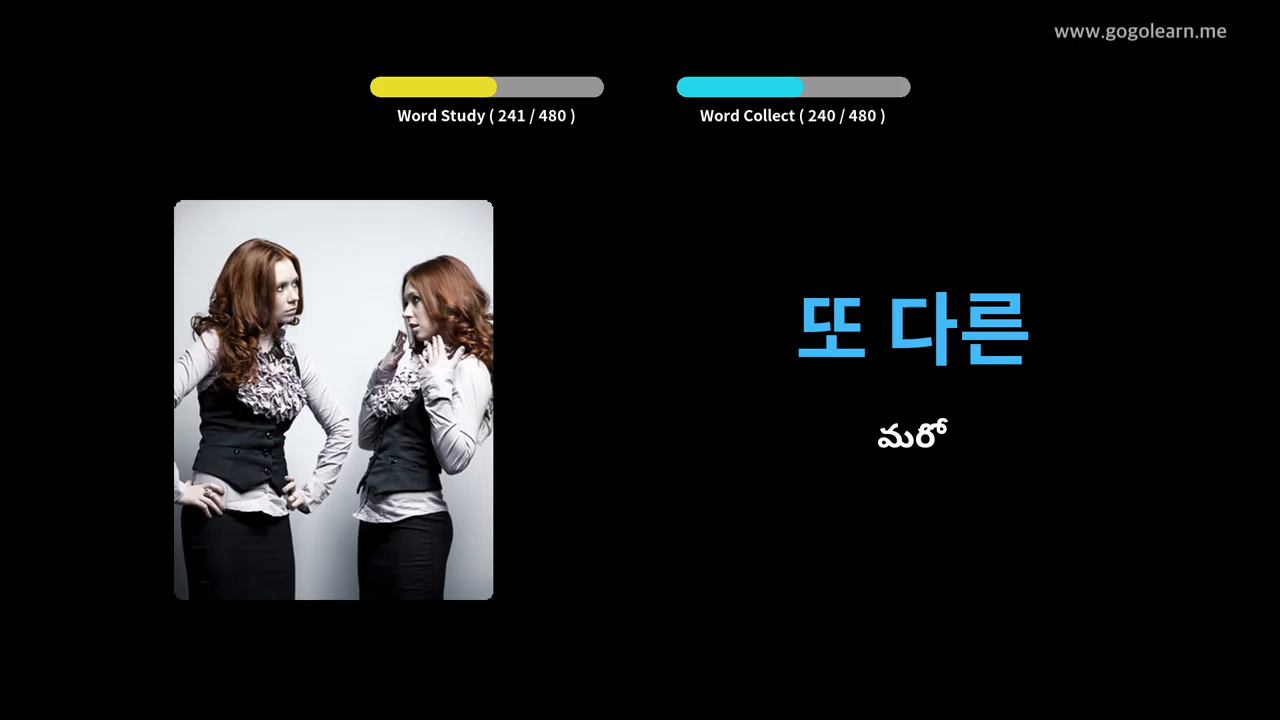 www.gogolearn.me
Word Study ( 241 / 480 )
Word Collect ( 240 / 480 )
또 다른
మరో